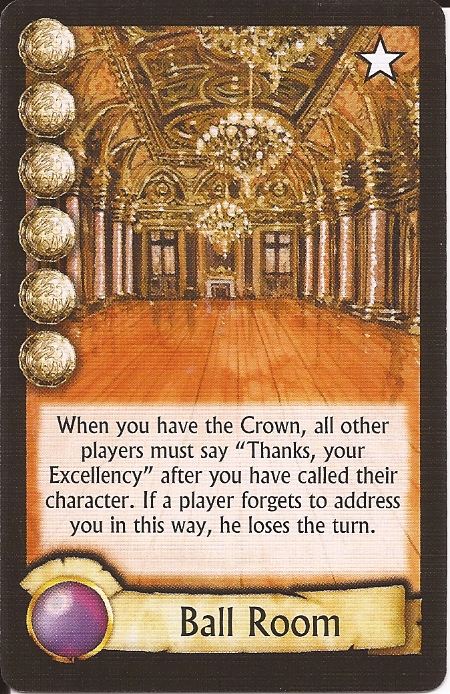 When you have the Crown, all other
players must say “Thanks, your
Excellency” after you have called their
character. If a player forgets to address
you in this way, he loses the turn.
Ball Room